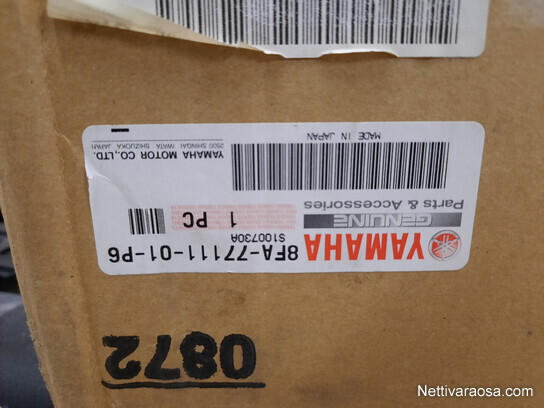 YAMAHA 8FA-77111-01-P6
S100730A
GENUINE
Parts & Accessories
1 PC
MADE IN JAPAN
YAMAHA MOTOR CO.,LTD.
2500 SHINGAI IWATA SHIZUOKA JAPAN
0872
Nettivaraosa.com